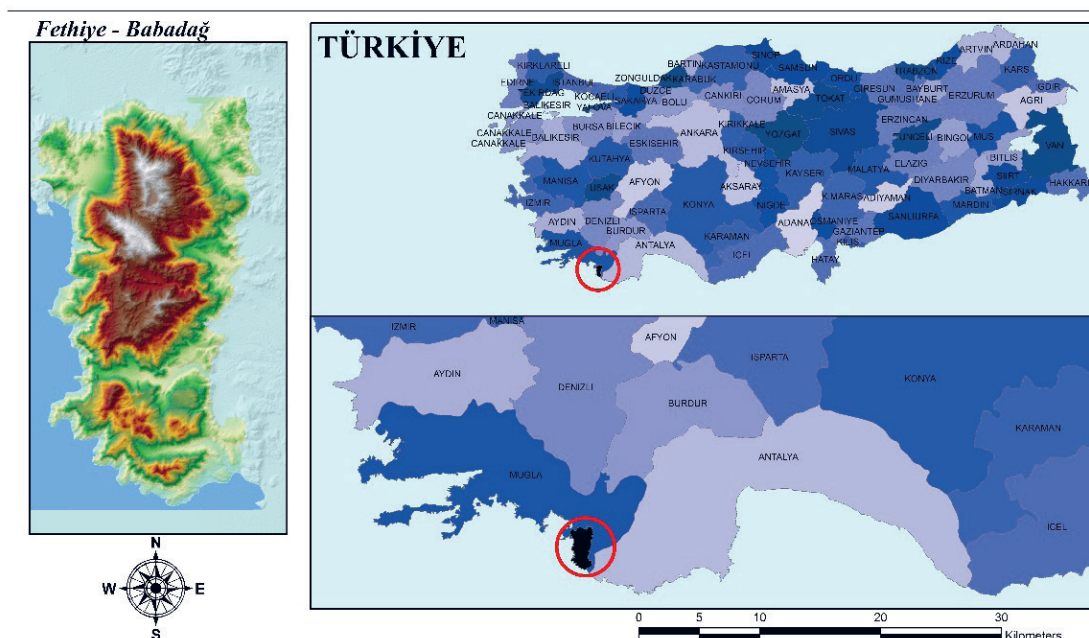 Fethiye - Babadağ
TÜRKİYE
KIRKLARELI
EDIRNE
TEKIRDAG
ISTANBUL
KOCAELI
YALOVA
BALIKESIR
CANAKKALE
CANAKKALE
CANAKKALE
BALIKESIR
BURSA
BILECIK
SAKARYA
DUZCE
BOLU
ZONGULDAK
BARTIN
KARABUK
KASTAMONU
SINOP
SAMSUN
CANKIRI
CORUM
AMASYA
ORDU
TOKAT
GIRESUN
TRABZON
RIZE
ARTVIN
ARDAHAN
KARS
IGDIR
AGRI
BAYBURT
GUMUSHANE
ERZURUM
ERZINCAN
TUNCELI
BINGOL
MUS
VAN
BITLIS
SIIRT
HAKKARI
SIRNAK
BATMAN
MARDIN
DIYARBAKIR
ELAZIG
MALATYA
SIVAS
YOZGAT
KIRIKKALE
ANKARA
KIRSEHIR
NEVSEHIR
KAYSERI
ESKISEHIR
KUTAHYA
MANISA
USAK
AFYON
IZMIR
AYDIN
DENIZLI
ISPARTA
BURDUR
MUGLA
ANTALYA
KONYA
AKSARAY
NIGDE
KARAMAN
ICEL
ADANA
K.MARAS
ADIYAMAN
OSMANIYE
GAZIANTEP
KILIS
HATAY
SANLIURFA
IZMIR
MANISA
AFYON
ISPARTA
KONYA
AYDIN
DENIZLI
BURDUR
KARAMAN
ANTALYA
MUGLA
ICEL
N
W
E
S
0 5 10 20 30
Kilometers